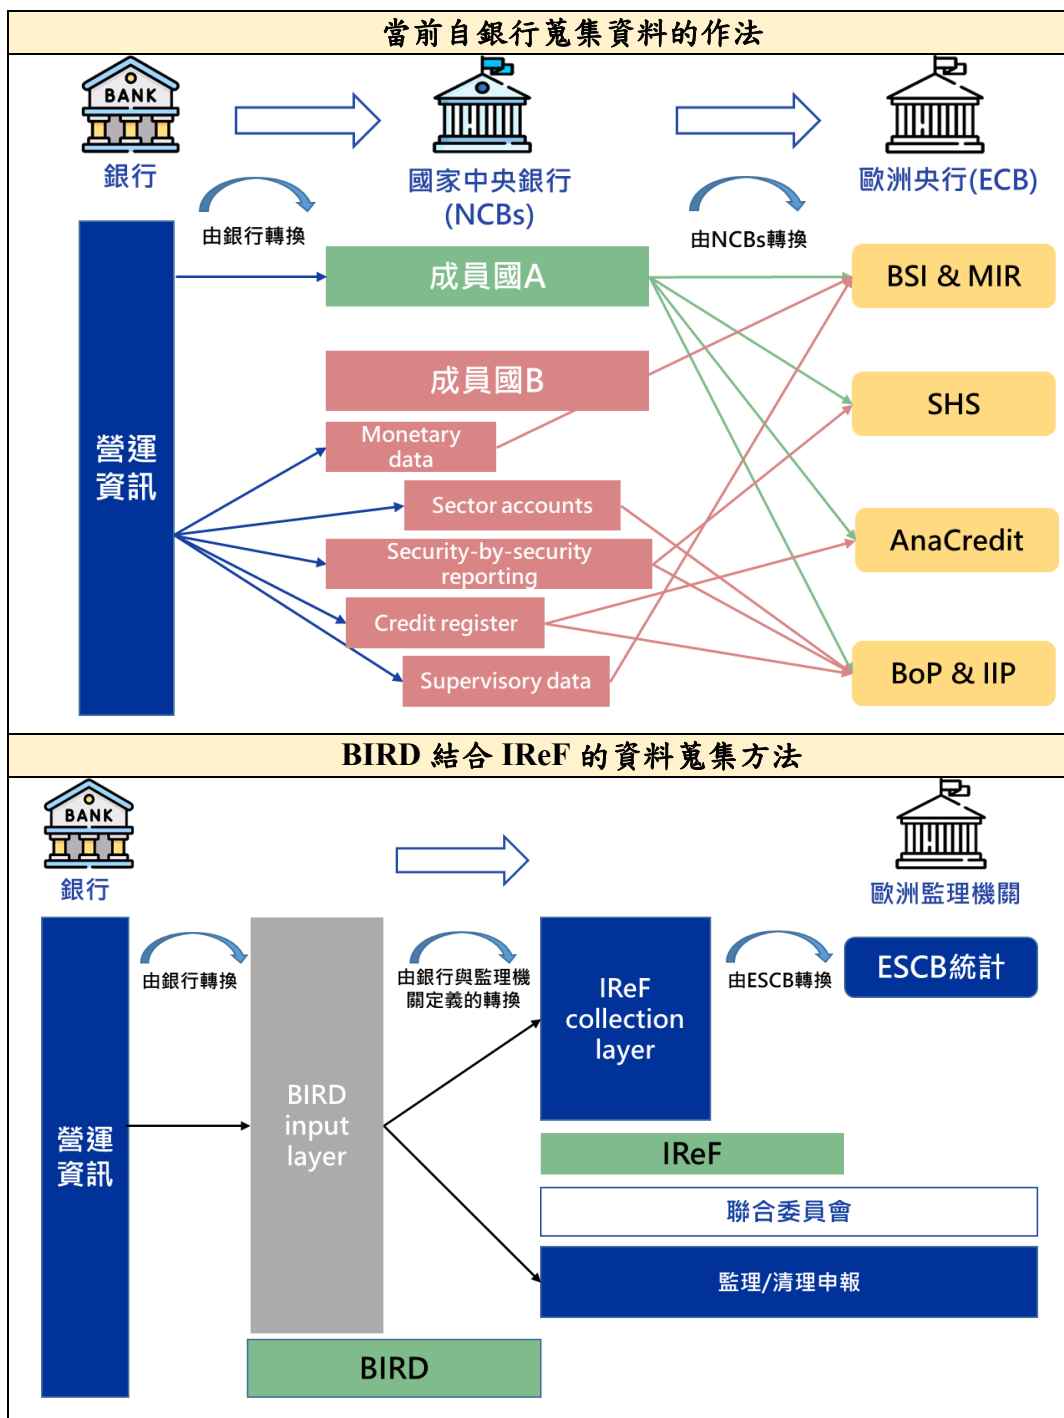 當前自銀行蒐集資料的作法
BANK
銀行
國家中央銀行
(NCBs)
歐洲央行(ECB)
由銀行轉換
由NCBs轉換
營運
資訊
成員國A
成員國B
Monetary
data
Sector accounts
Security-by-security
reporting
Credit register
Supervisory data
BSI & MIR
SHS
AnaCredit
BoP & IIP
BIRD 結合 IReF 的資料蒐集方法
BANK
銀行
歐洲監理機關
由銀行轉換
由銀行與監理機
關定義的轉換
由ESCB轉換
營運
資訊
BIRD
input
layer
IReF
collection
layer
ESCB統計
IReF
聯合委員會
監理/清理申報
BIRD